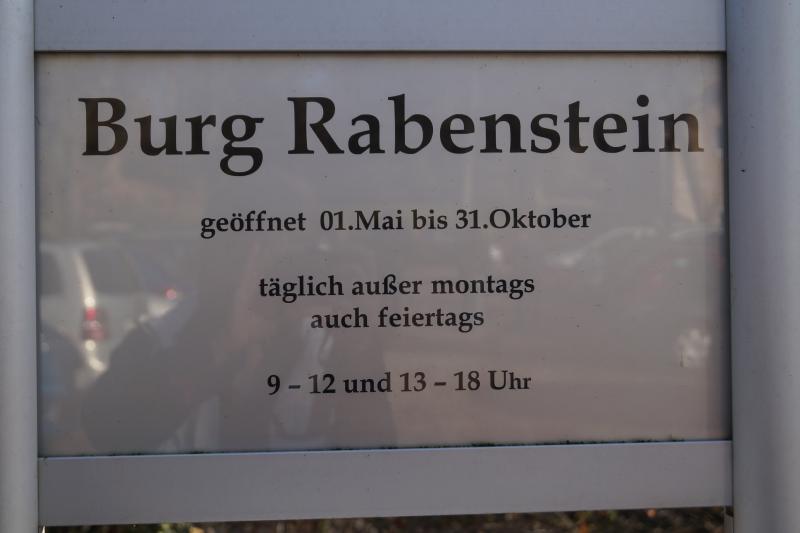 Burg Rabenstein
geöffnet 01.Mai bis 31.Oktober
täglich außer montags
auch feiertags
9 – 12 und 13 – 18 Uhr